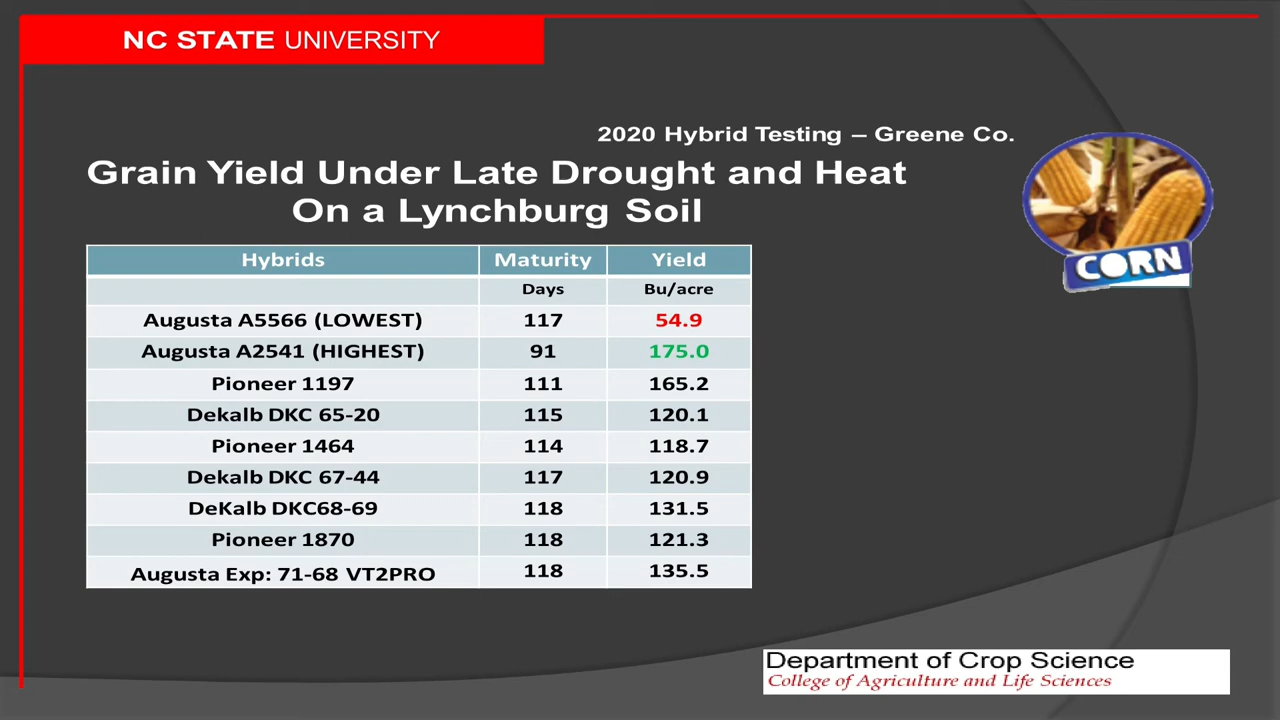 NC STATE UNIVERSITY
2020 Hybrid Testing – Greene Co.
Grain Yield Under Late Drought and Heat
On a Lynchburg Soil
CORN
Hybrids Maturity Yield
Days Bu/acre
Augusta A5566 (LOWEST) 117 54.9
Augusta A2541 (HIGHEST) 91 175.0
Pioneer 1197 111 165.2
Dekalb DKC 65-20 115 120.1
Pioneer 1464 114 118.7
Dekalb DKC 67-44 117 120.9
DeKalb DKC68-69 118 131.5
Pioneer 1870 118 121.3
Augusta Exp: 71-68 VT2PRO 118 135.5
Department of Crop Science
College of Agriculture and Life Sciences